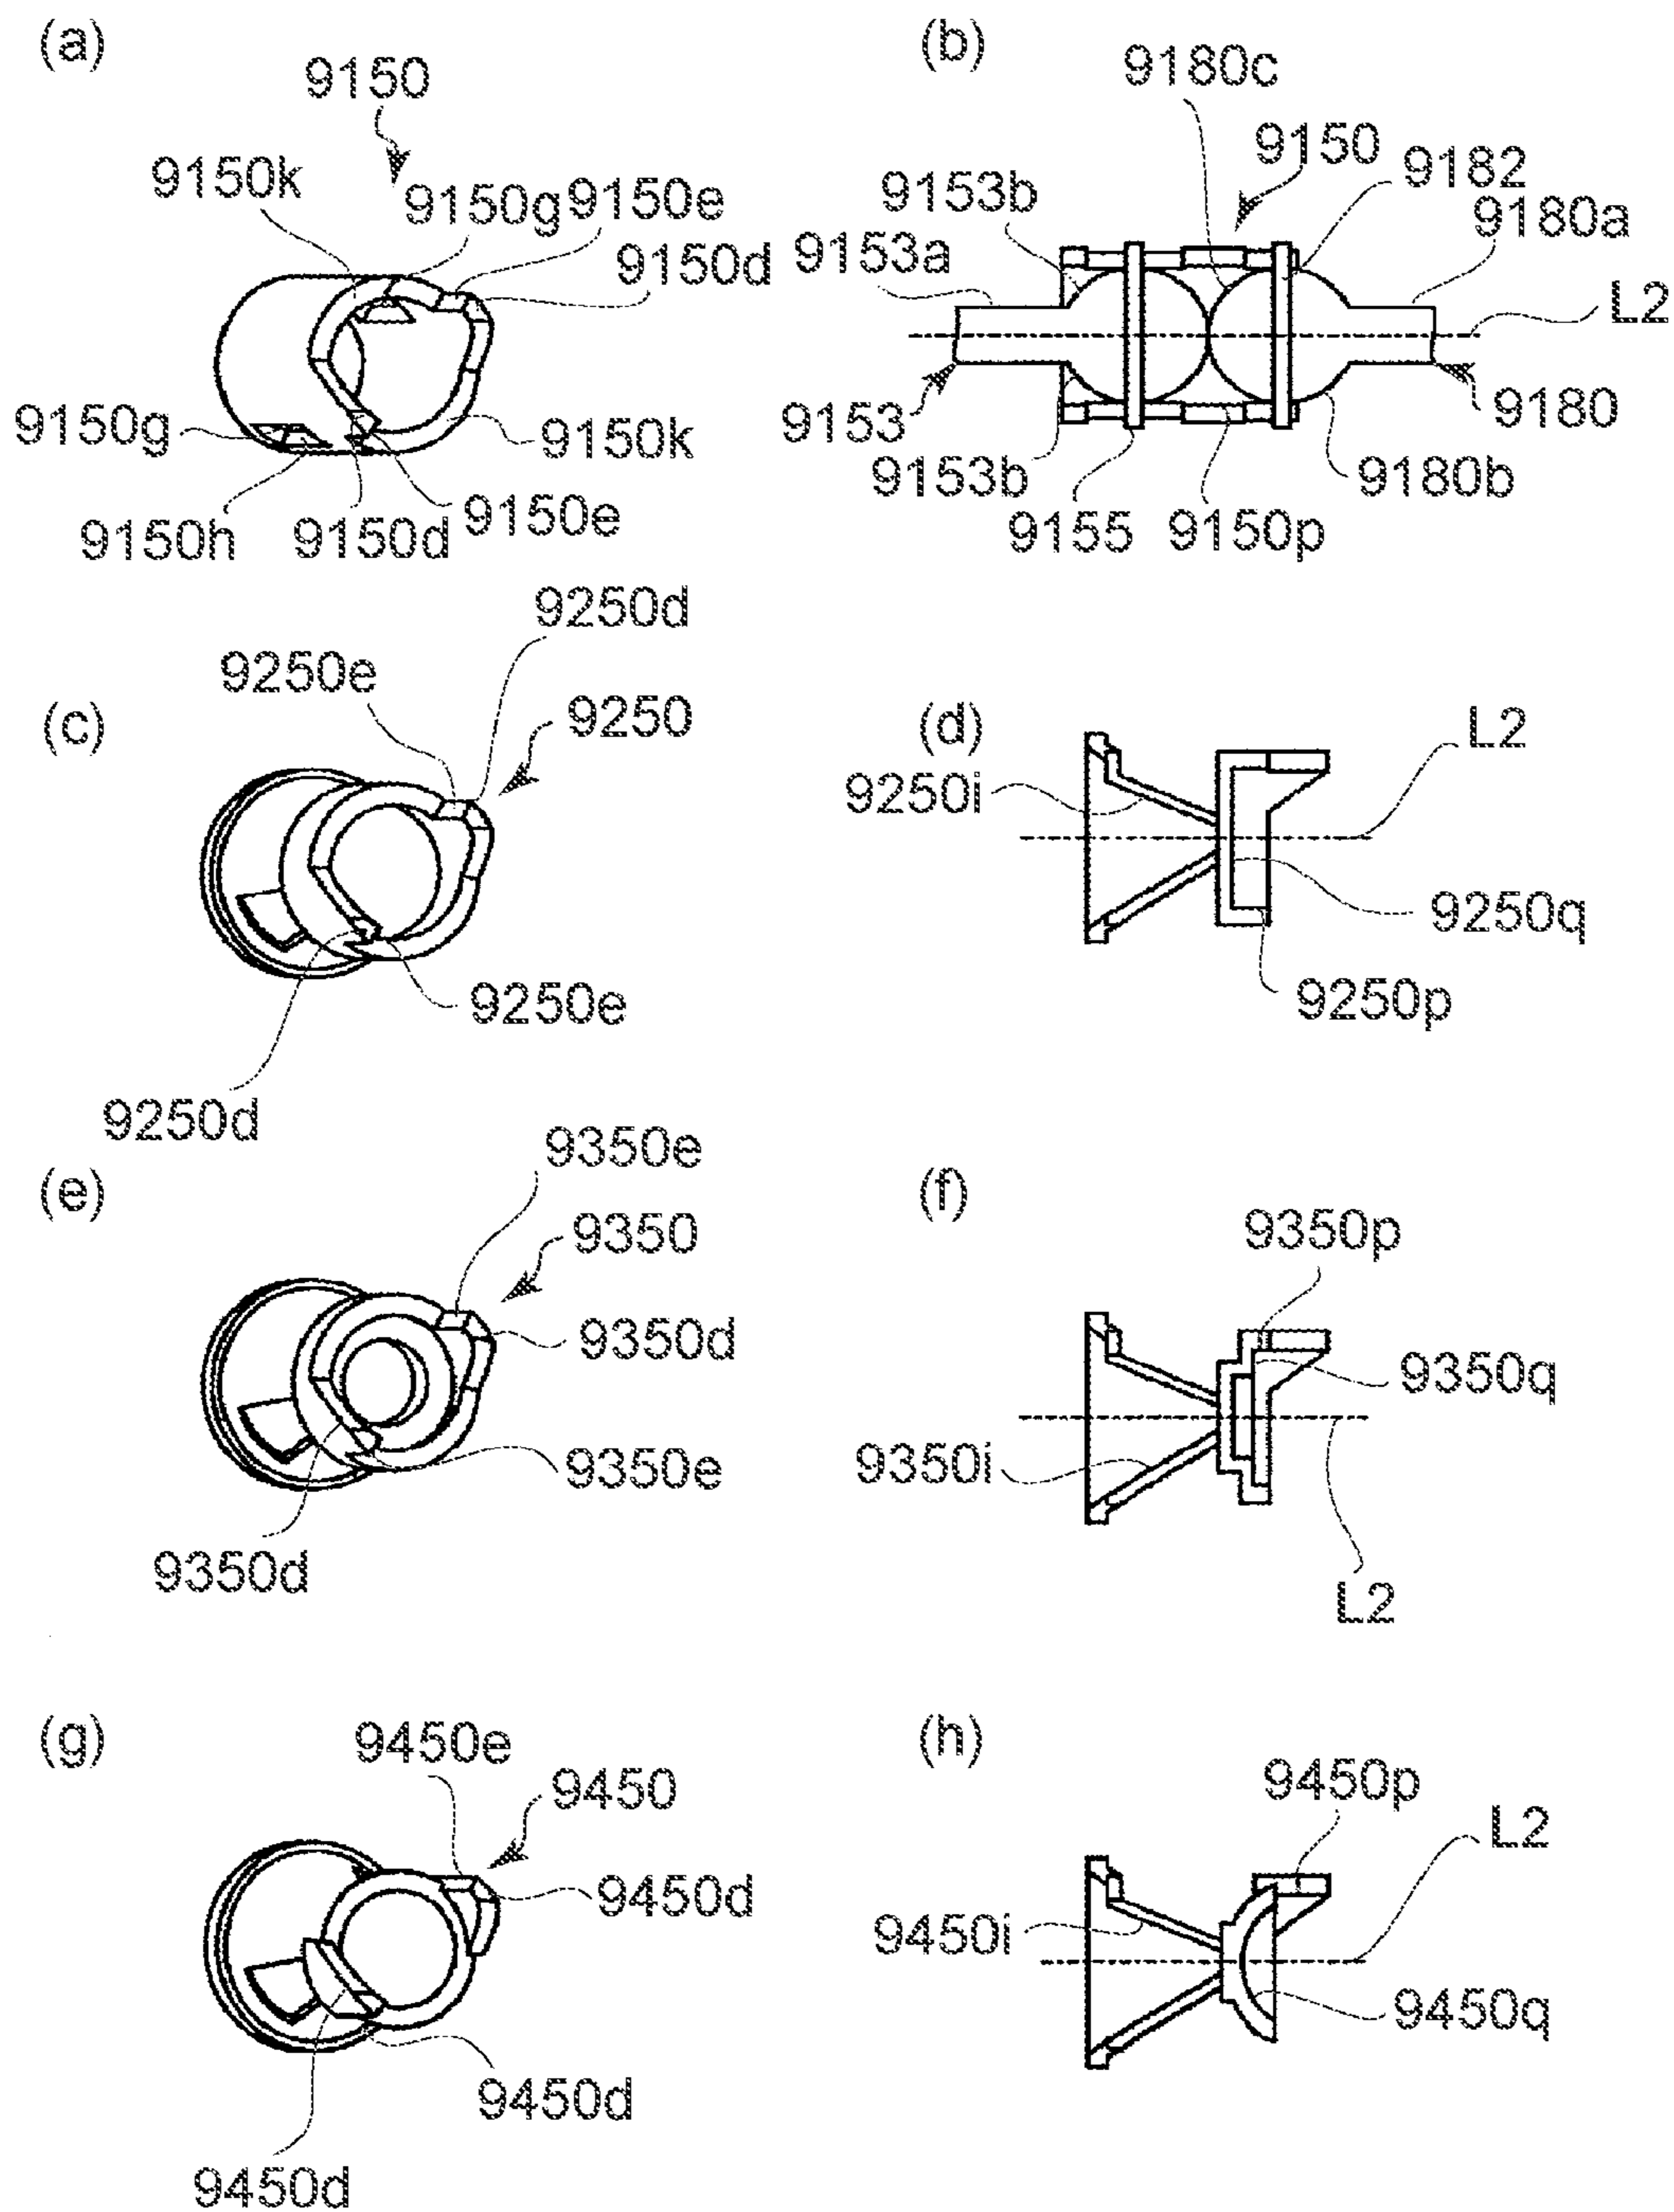 (a)
9150
9150k
9150g
9150e
9150d
9150g
9150k
9150h
9150d
9150e
(b)
9180c
9150
9182
9153b
9180a
9153a
L2
9153
9180
9153b
9180b
9155
9150p
(c)
9250d
9250e
9250
9250e
9250d
(d)
L2
9250i
9250q
9250p
(e)
9350e
9350
9350d
9350e
9350d
(f)
9350p
9350q
9350i
L2
(g)
9450e
9450
9450d
9450d
9450d
(h)
9450p
L2
9450i
9450q